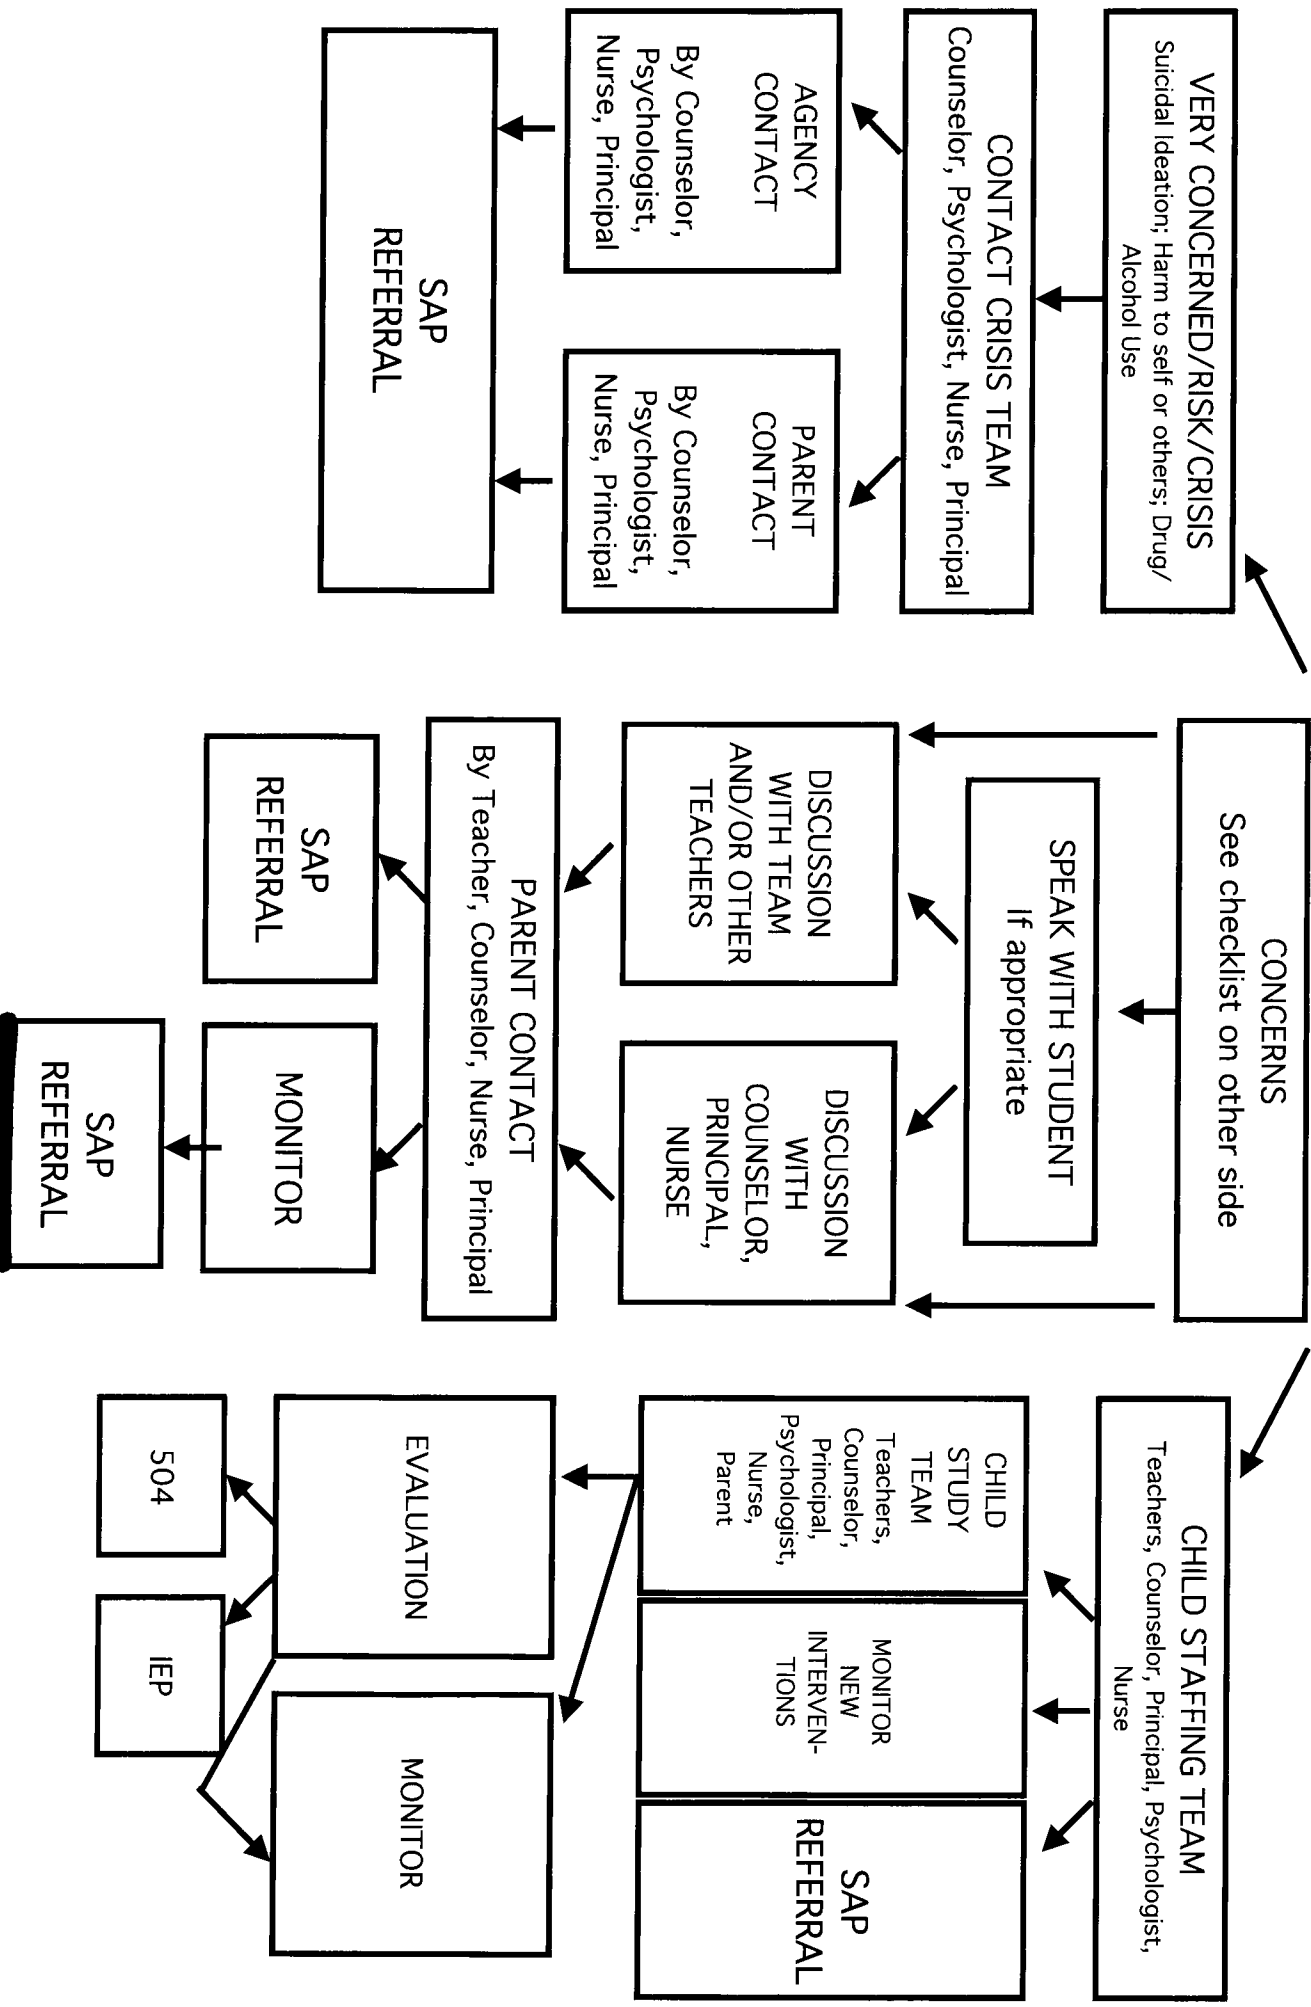 CONCERNS
See checklist on other side
VERY CONCERNED/RISK/CRISIS
Suicidal Ideation; Harm to self or others; Drug/
Alcohol Use
CONTACT CRISIS TEAM
Counselor, Psychologist, Nurse, Principal
AGENCY
CONTACT
By Counselor,
Psychologist,
Nurse, Principal
PARENT
CONTACT
By Counselor,
Psychologist,
Nurse, Principal
SAP
REFERRAL
SPEAK WITH STUDENT
If appropriate
DISCUSSION
WITH TEAM
AND/OR OTHER
TEACHERS
DISCUSSION
WITH
COUNSELOR,
PRINCIPAL,
NURSE
PARENT CONTACT
By Teacher, Counselor, Nurse, Principal
SAP
REFERRAL
MONITOR
SAP
REFERRAL
CHILD STAFFING TEAM
Teachers, Counselor, Principal, Psychologist,
Nurse
CHILD
STUDY
TEAM
Teachers,
Counselor,
Principal,
Psychologist,
Nurse,
Parent
MONITOR
NEW
INTERVEN-
TIONS
SAP
REFERRAL
EVALUATION
MONITOR
504
IEP